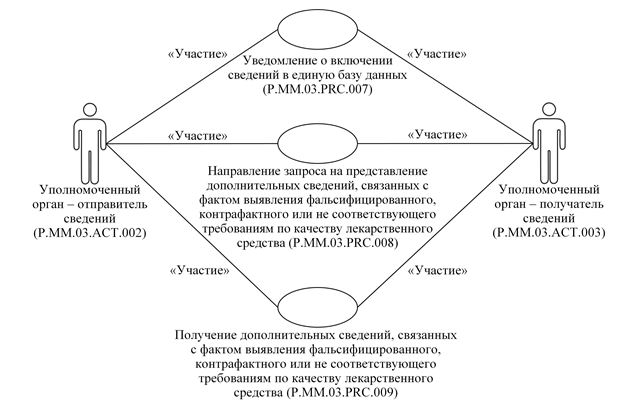 «Участие»
«Участие»
Уведомление о включении
сведений в единую базу данных
(P.MM.03.PRC.007)
«Участие»
«Участие»
Уполномоченный
орган – отправитель
сведений
(P.MM.03.ACT.002)
Направление запроса на представление
дополнительных сведений, связанных с
фактом выявления фальсифицированного,
контрафактного или не соответствующего
требованиям по качеству лекарственного
средства (P.MM.03.PRC.008)
Уполномоченный
орган – получатель
сведений
(P.MM.03.ACT.003)
«Участие»
«Участие»
Получение дополнительных сведений, связанных
с фактом выявления фальсифицированного,
контрафактного или не соответствующего
требованиям по качеству лекарственного
средства (P.MM.03.PRC.009)